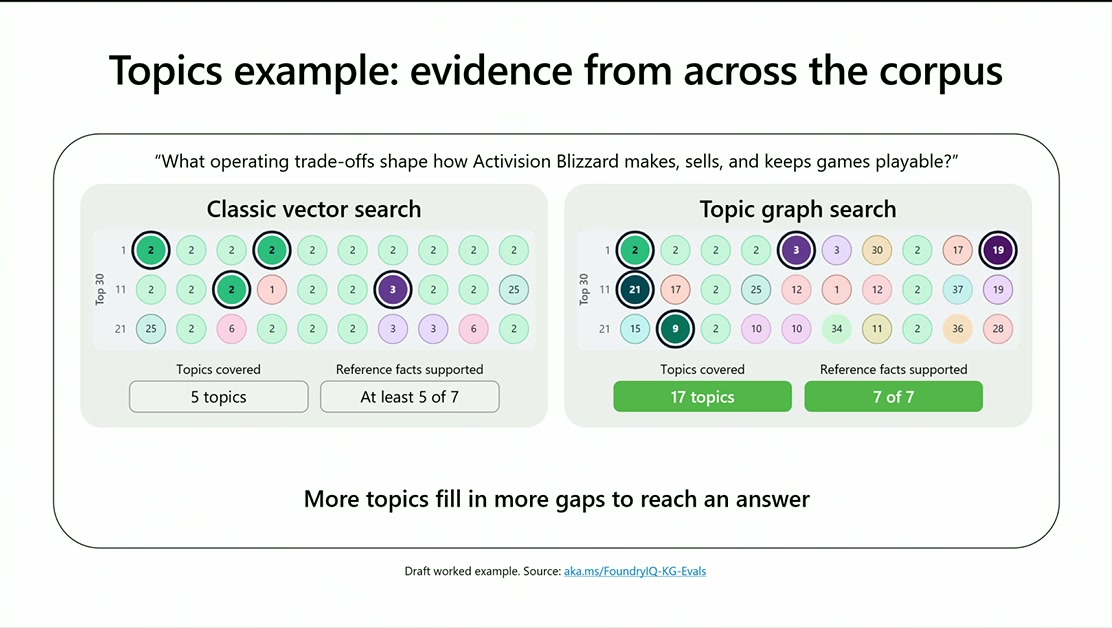 Topics example: evidence from across the corpus
“What operating trade-offs shape how Activision Blizzard makes, sells, and keeps games playable?”
Classic vector search
Top 30
1 2 2 2 2 2 2 2 2 2 2
11 2 2 2 1 2 2 3 2 2 25
21 25 2 6 2 2 2 3 3 6 2
Topics covered
5 topics
Reference facts supported
At least 5 of 7
Topic graph search
Top 30
1 2 2 2 2 3 3 30 2 17 19
11 21 17 2 25 12 1 12 2 37 19
21 15 9 2 10 10 34 11 2 36 28
Topics covered
17 topics
Reference facts supported
7 of 7
More topics fill in more gaps to reach an answer
Draft worked example. Source: aka.ms/FoundryIQ-KG-Evals